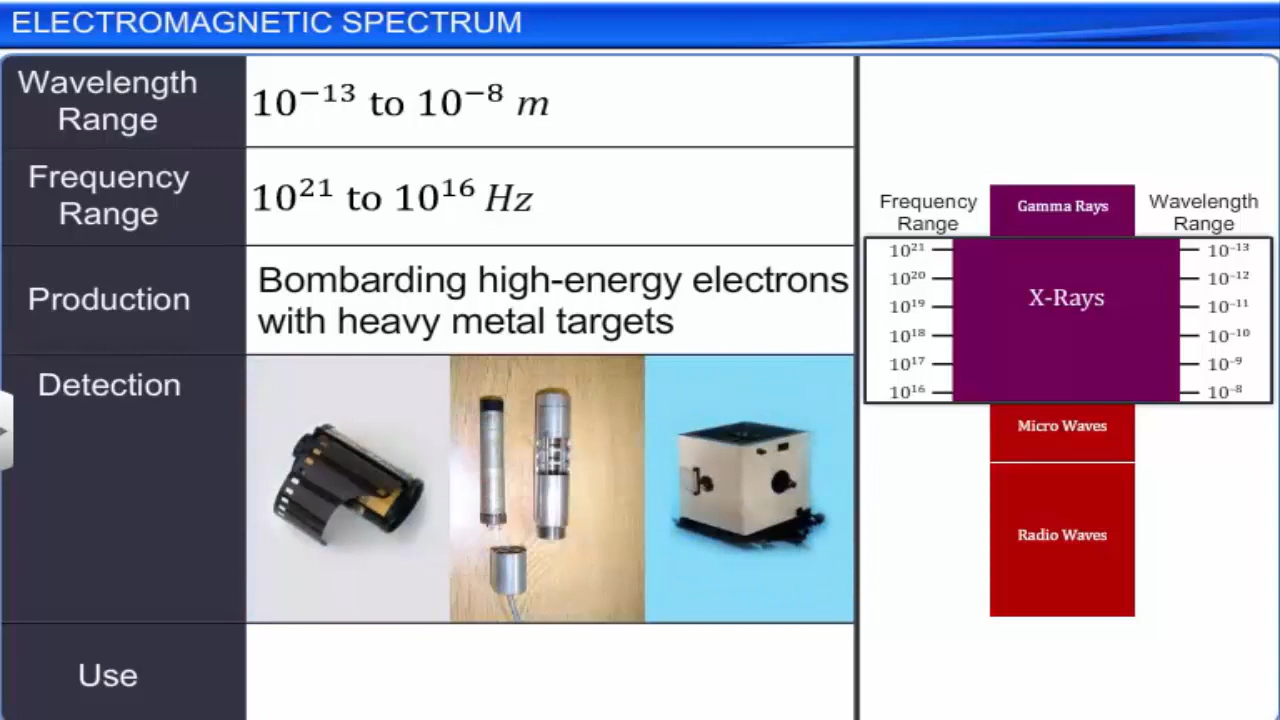 ELECTROMAGNETIC SPECTRUM
Wavelength
Range
10⁻¹³ to 10⁻⁸ m
Frequency
Range
10²¹ to 10¹⁶ Hz
Production
Bombarding high-energy electrons
with heavy metal targets
Detection
Use
Frequency
Range
Gamma Rays
Wavelength
Range
10²¹
10²⁰
10¹⁹
10¹⁸
10¹⁷
10¹⁶
X-Rays
10⁻¹³
10⁻¹²
10⁻¹¹
10⁻¹⁰
10⁻⁹
10⁻⁸
Micro Waves
Radio Waves